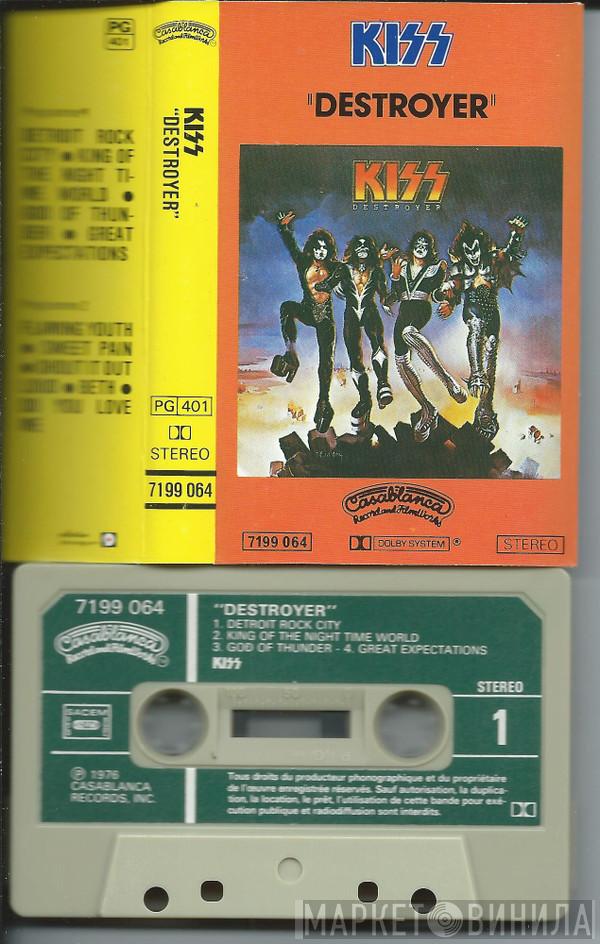 PG
401
Casablanca
Record and FilmWorks
DETROIT ROCK
CITY ● KING OF
THE NIGHT TI-
ME WORLD ●
GOD OF THUN-
DER ● GREAT
EXPECTATIONS
FLAMING YOUTH
● SWEET PAIN
● SHOUT IT OUT
LOUD ● BETH ●
DO YOU LOVE
ME
KISS
"DESTROYER"
PG 401
STEREO
7199 064
KISS
"DESTROYER"
KISS
DESTROYER
Casablanca
Record and FilmWorks
7199 064
DOLBY SYSTEM ®
STEREO
7199 064
Casablanca
Record and FilmWorks
SACEM
℗ 1976
CASABLANCA
RECORDS, INC.
"DESTROYER"
1. DETROIT ROCK CITY
2. KING OF THE NIGHT TIME WORLD
3. GOD OF THUNDER - 4. GREAT EXPECTATIONS
KISS
STEREO
1
Tous droits du producteur phonographique et du propriétaire
de l'œuvre enregistrée réservés. Sauf autorisation, la duplica-
tion, la location, le prêt, l'utilisation de cette bande pour exé-
cution publique et radiodiffusion sont interdits.
МАРКЕТ ВИНИЛА